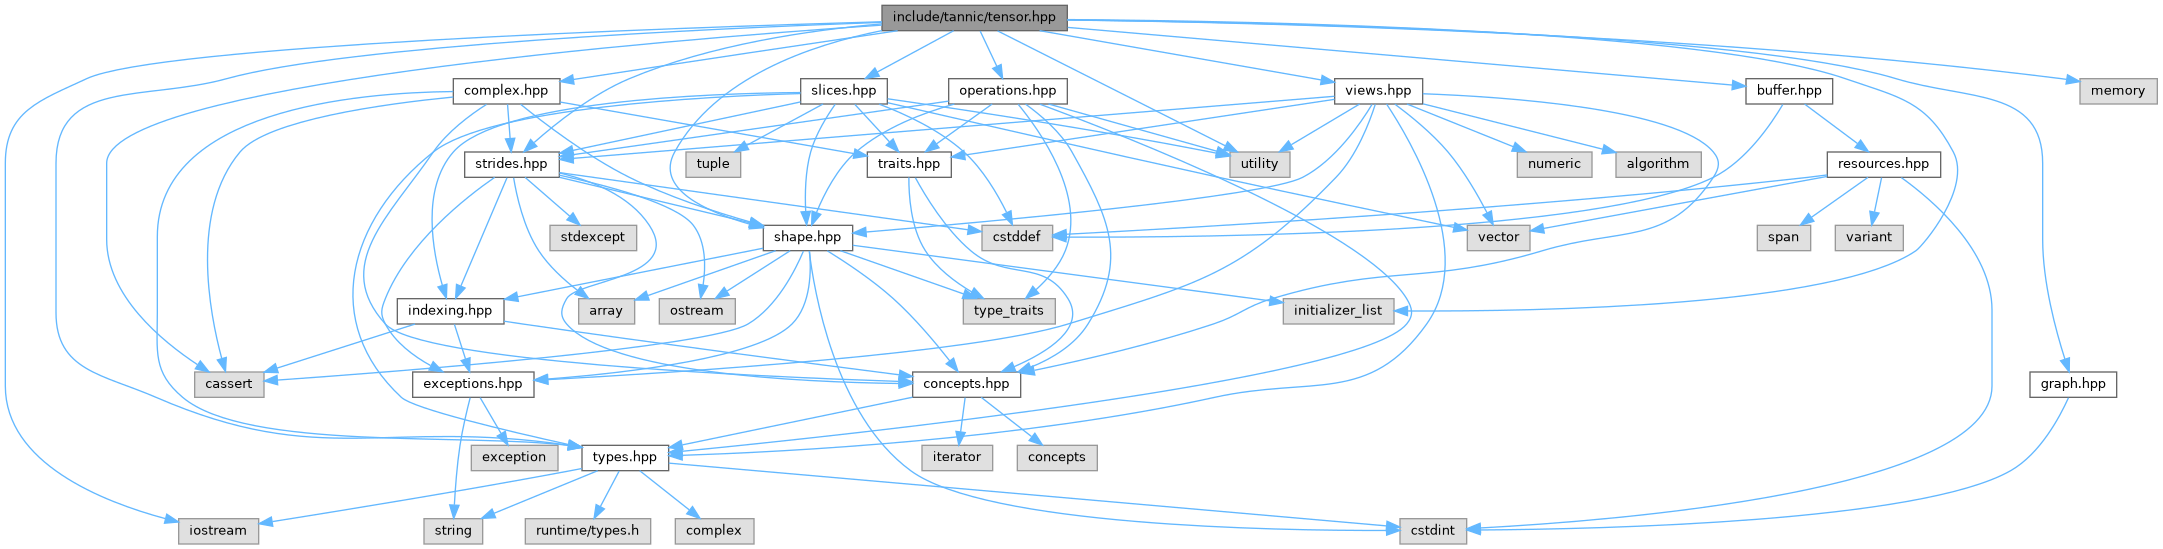 include/tannic/tensor.hpp
complex.hpp
slices.hpp
operations.hpp
views.hpp
buffer.hpp
memory
strides.hpp
tuple
traits.hpp
utility
numeric
algorithm
resources.hpp
stdexcept
shape.hpp
cstddef
vector
span
variant
indexing.hpp
array
ostream
type_traits
initializer_list
cassert
exceptions.hpp
concepts.hpp
graph.hpp
exception
types.hpp
iterator
concepts
iostream
string
runtime/types.h
complex
cstdint